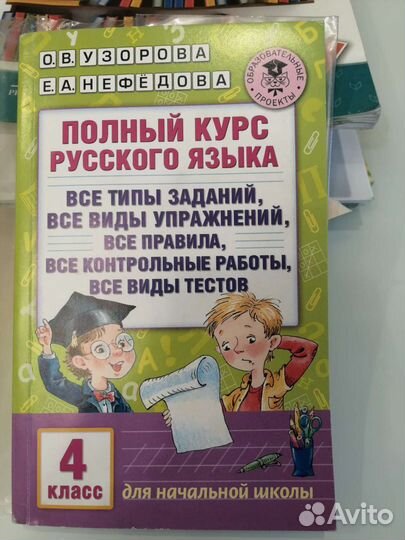 О.В. УЗОРОВА
Е.А. НЕФЁДОВА
ОБРАЗОВАТЕЛЬНЫЕ
ПРОЕКТЫ
ПОЛНЫЙ КУРС
РУССКОГО ЯЗЫКА
ВСЕ ТИПЫ ЗАДАНИЙ,
ВСЕ ВИДЫ УПРАЖНЕНИЙ,
ВСЕ ПРАВИЛА,
ВСЕ КОНТРОЛЬНЫЕ РАБОТЫ,
ВСЕ ВИДЫ ТЕСТОВ
4
класс
для начальной школы
Avito